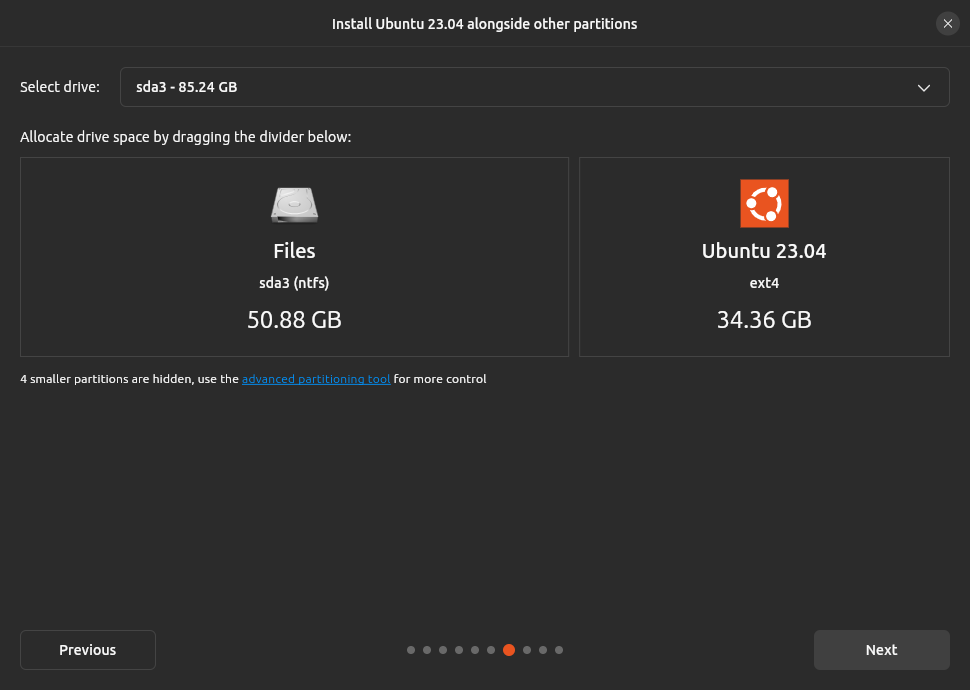 Install Ubuntu 23.04 alongside other partitions
Select drive:
sda3 - 85.24 GB
Allocate drive space by dragging the divider below:
Files
sda3 (ntfs)
50.88 GB
Ubuntu 23.04
ext4
34.36 GB
4 smaller partitions are hidden, use the advanced partitioning tool for more control
Previous
Next